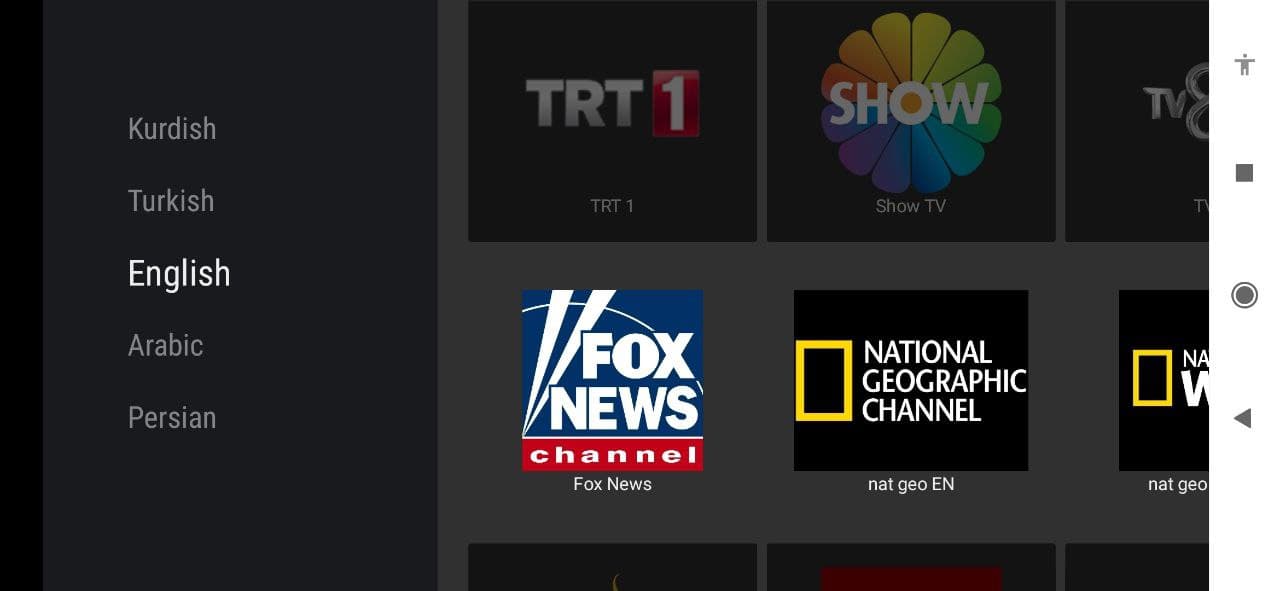 Kurdish
Turkish
English
Arabic
Persian
TRT 1
SHOW
TV8
TRT 1
Show TV
FOX
NEWS
channel
NATIONAL
GEOGRAPHIC
CHANNEL
Fox News
nat geo EN
nat geo